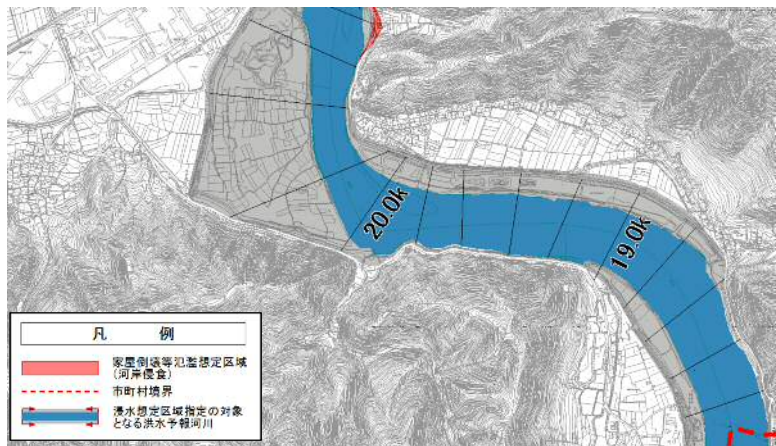 20.0k
19.0k
凡 例
家屋倒壊等氾濫想定区域
(河岸侵食)
市町村境界
浸水想定区域指定の対象
となる洪水予報河川